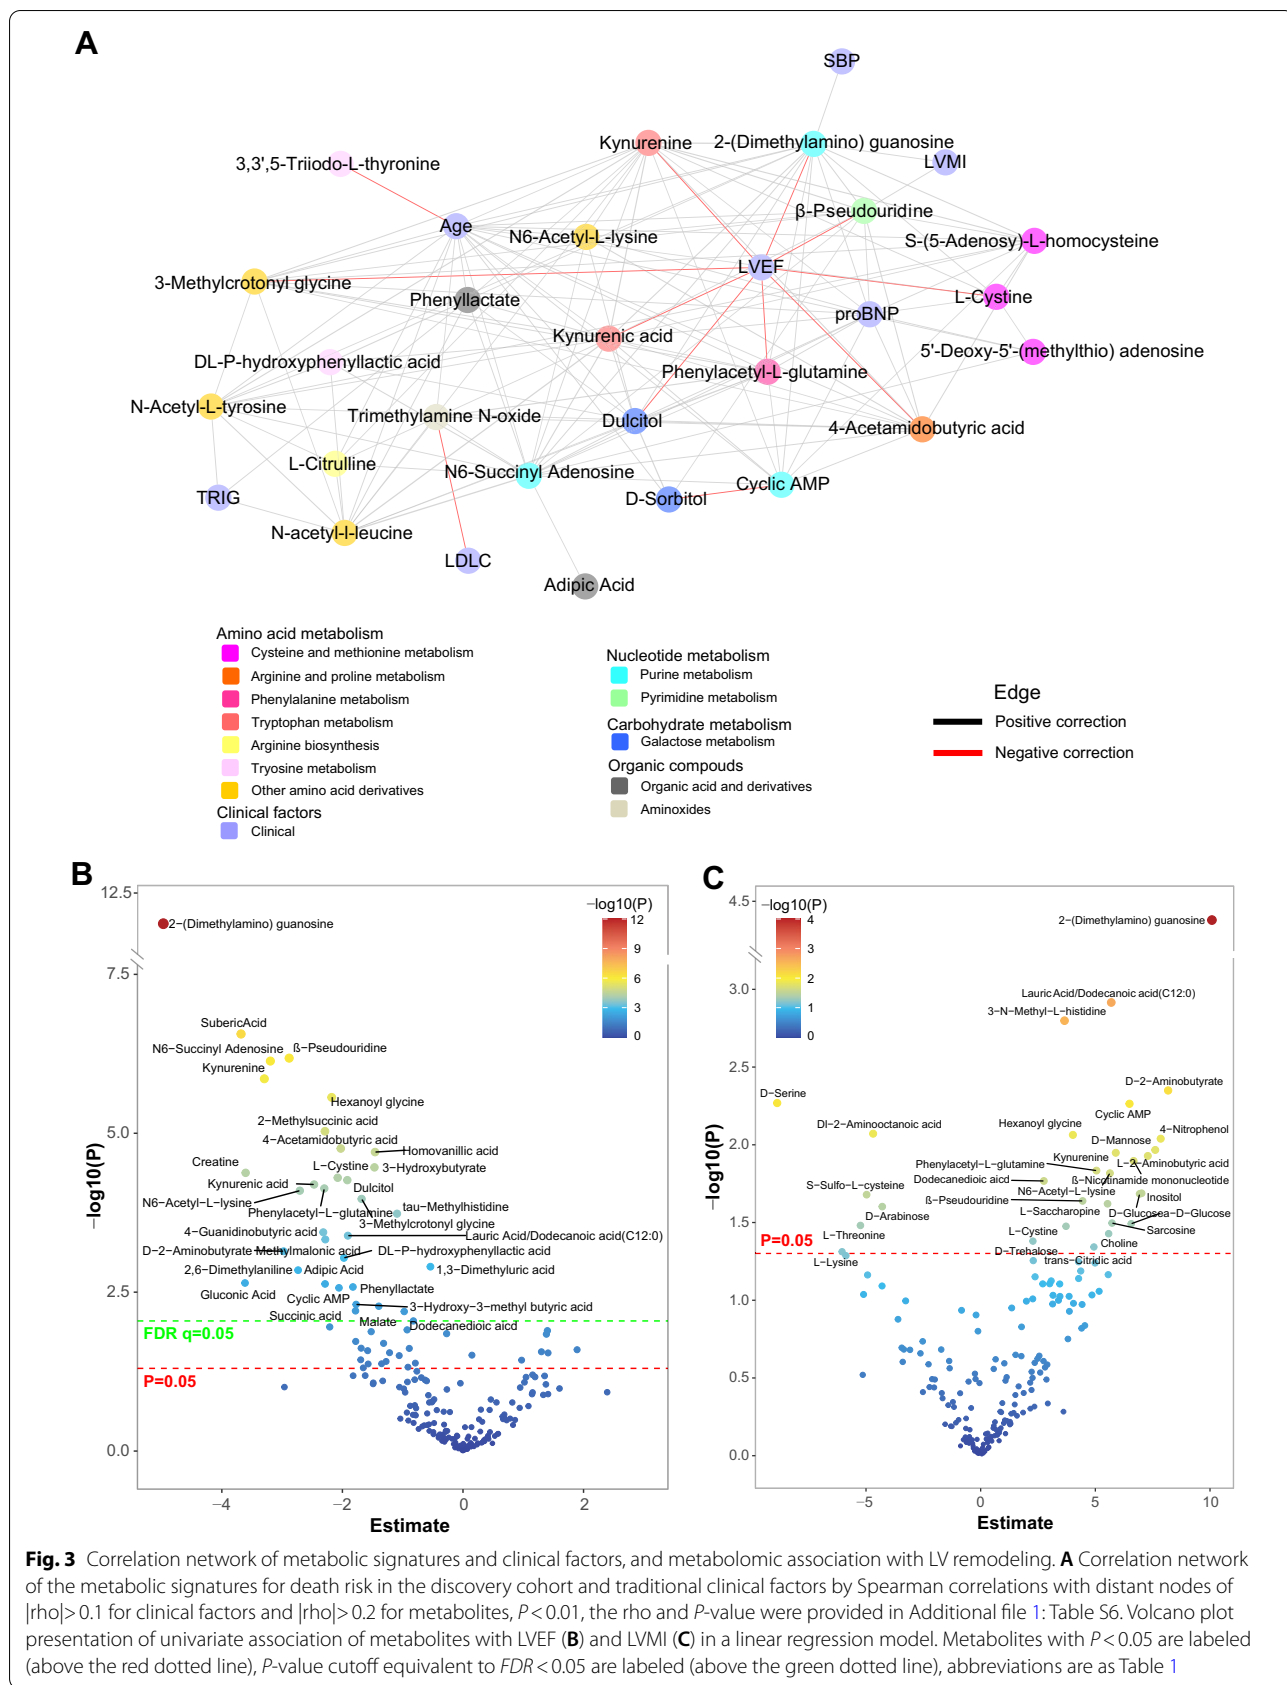 A
SBP
Kynurenine
2-(Dimethylamino) guanosine
3,3',5-Triiodo-L-thyronine
LVMI
β-Pseudouridine
Age
N6-Acetyl-L-lysine
S-(5-Adenosy)-L-homocysteine
LVEF
3-Methylcrotonyl glycine
Phenyllactate
L-Cystine
proBNP
Kynurenic acid
5'-Deoxy-5'-(methylthio) adenosine
DL-P-hydroxyphenyllactic acid
Phenylacetyl-L-glutamine
N-Acetyl-L-tyrosine
Trimethylamine N-oxide
Dulcitol
4-Acetamidobutyric acid
L-Citrulline
N6-Succinyl Adenosine
Cyclic AMP
TRIG
D-Sorbitol
N-acetyl-l-leucine
LDLC
Adipic Acid
Amino acid metabolism
Cysteine and methionine metabolism
Arginine and proline metabolism
Phenylalanine metabolism
Tryptophan metabolism
Arginine biosynthesis
Tryosine metabolism
Other amino acid derivatives
Clinical factors
Clinical
Nucleotide metabolism
Purine metabolism
Pyrimidine metabolism
Carbohydrate metabolism
Galactose metabolism
Organic compouds
Organic acid and derivatives
Aminoxides
Edge
Positive correction
Negative correction
B
12.5
7.5
5.0
2.5
0.0
−log10(P)
−4
−2
0
2
Estimate
−log10(P)
12
9
6
3
0
2−(Dimethylamino) guanosine
SubericAcid
N6−Succinyl Adenosine
ß−Pseudouridine
Kynurenine
Hexanoyl glycine
2−Methylsuccinic acid
4−Acetamidobutyric acid
Homovanillic acid
Creatine
L−Cystine
3−Hydroxybutyrate
Kynurenic acid
Dulcitol
N6−Acetyl−L−lysine
Phenylacetyl−L−glutamine
tau−Methylhistidine
3−Methylcrotonyl glycine
4−Guanidinobutyric acid
Lauric Acid/Dodecanoic acid(C12:0)
D−2−Aminobutyrate
Methylmalonic acid
DL−P−hydroxyphenyllactic acid
2,6−Dimethylaniline
Adipic Acid
1,3−Dimethyluric acid
Gluconic Acid
Cyclic AMP
Phenyllactate
3−Hydroxy−3−methyl butyric acid
Succinic acid
Malate
Dodecanedioic aicd
FDR q=0.05
P=0.05
C
4.5
3.0
2.5
2.0
1.5
1.0
0.5
0.0
−log10(P)
−5
0
5
10
Estimate
−log10(P)
4
3
2
1
0
2−(Dimethylamino) guanosine
Lauric Acid/Dodecanoic acid(C12:0)
3−N−Methyl−L−histidine
D−2−Aminobutyrate
D−Serine
Cyclic AMP
Dl−2−Aminooctanoic acid
Hexanoyl glycine
4−Nitrophenol
D−Mannose
Kynurenine
Phenylacetyl−L−glutamine
L−2−Aminobutyric acid
Dodecanedioic aicd
ß−Nicotinamide mononucleotide
S−Sulfo−L−cysteine
N6−Acetyl−L−lysine
ß−Pseudouridine
Inositol
D−Arabinose
L−Saccharopine
D−Glucosea−D−Glucose
L−Threonine
L−Cystine
Sarcosine
Choline
D−Trehalose
P=0.05
L−Lysine
trans−Citridic acid
Fig. 3 Correlation network of metabolic signatures and clinical factors, and metabolomic association with LV remodeling. A Correlation network
of the metabolic signatures for death risk in the discovery cohort and traditional clinical factors by Spearman correlations with distant nodes of
|rho|> 0.1 for clinical factors and |rho|> 0.2 for metabolites, P < 0.01, the rho and P-value were provided in Additional file 1: Table S6. Volcano plot
presentation of univariate association of metabolites with LVEF (B) and LVMI (C) in a linear regression model. Metabolites with P < 0.05 are labeled
(above the red dotted line), P-value cutoff equivalent to FDR < 0.05 are labeled (above the green dotted line), abbreviations are as Table 1